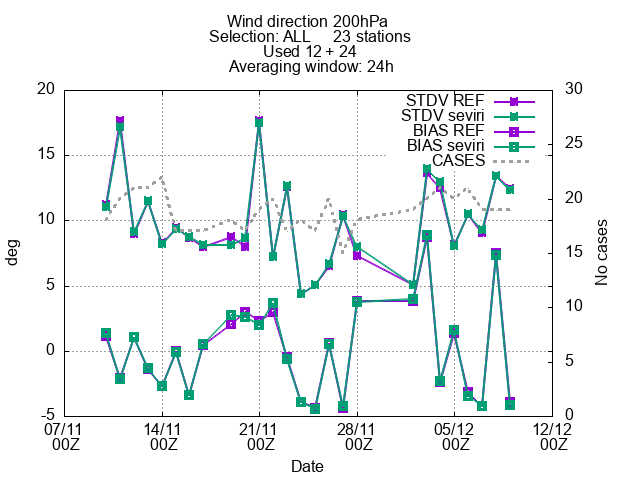 Wind direction 200hPa
Selection: ALL 23 stations
Used 12 + 24
Averaging window: 24h
STDV REF
STDV seviri
BIAS REF
BIAS seviri
CASES
20
15
10
5
0
-5
deg
30
25
20
15
10
5
0
No cases
07/11 14/11 21/11 28/11 05/12 12/12
00Z 00Z 00Z 00Z 00Z 00Z
Date